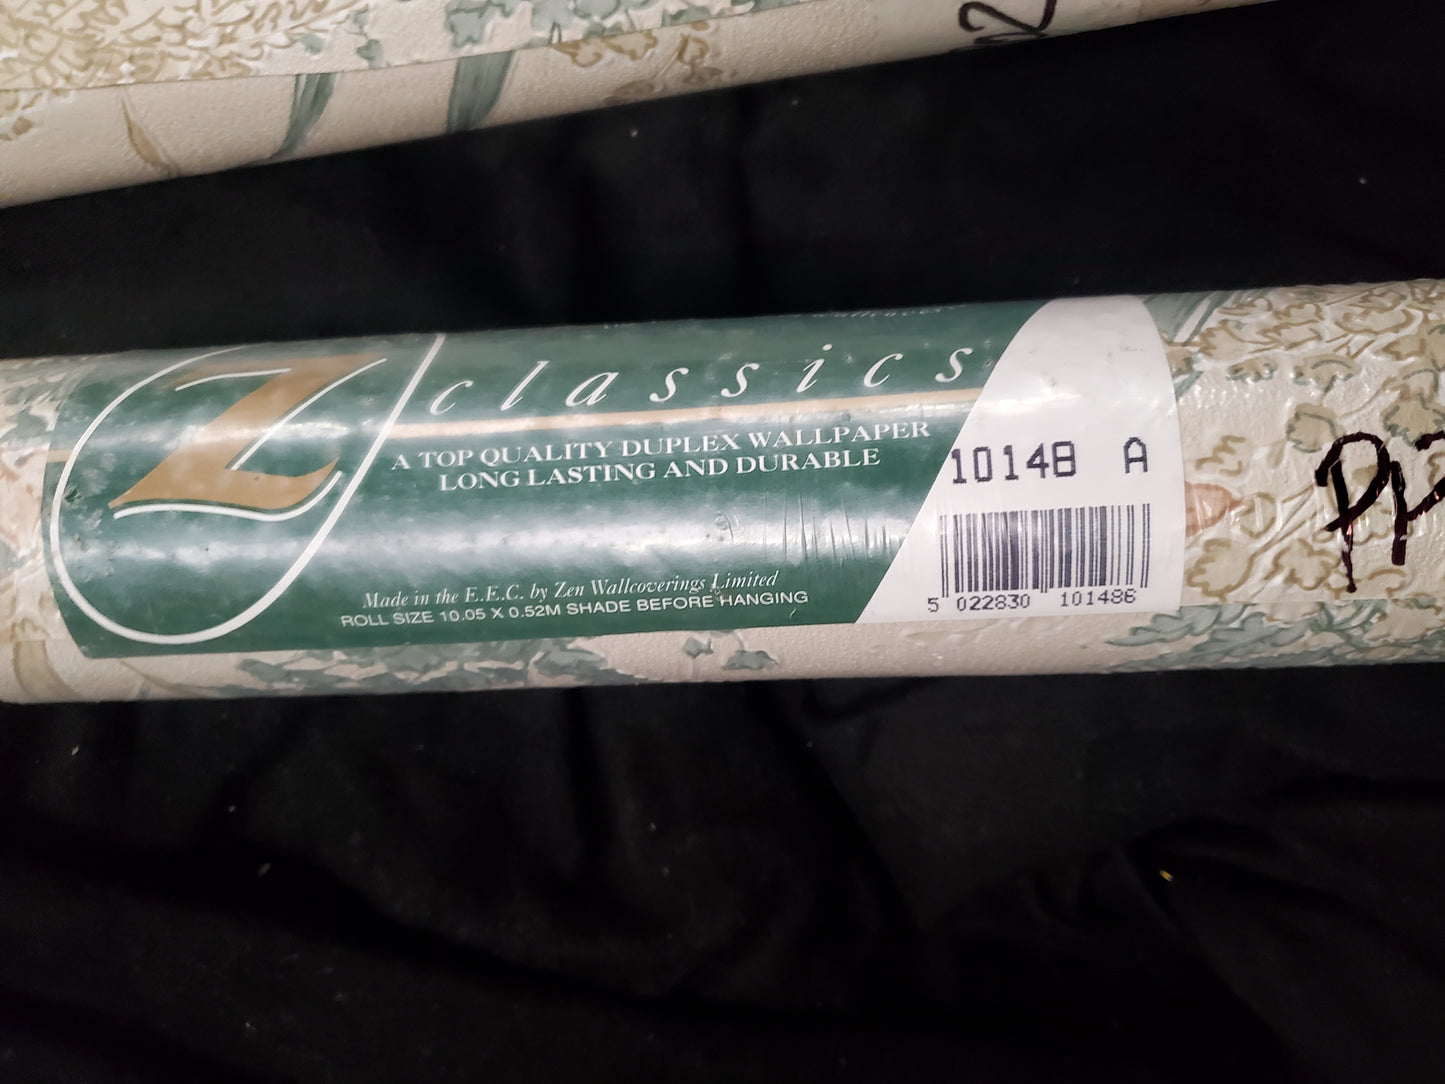 Z classics
A TOP QUALITY DUPLEX WALLPAPER
LONG LASTING AND DURABLE
Made in the E.E.C. by Zen Wallcoverings Limited
ROLL SIZE 10.05 X 0.52M SHADE BEFORE HANGING
10148 A
5 022830 101486